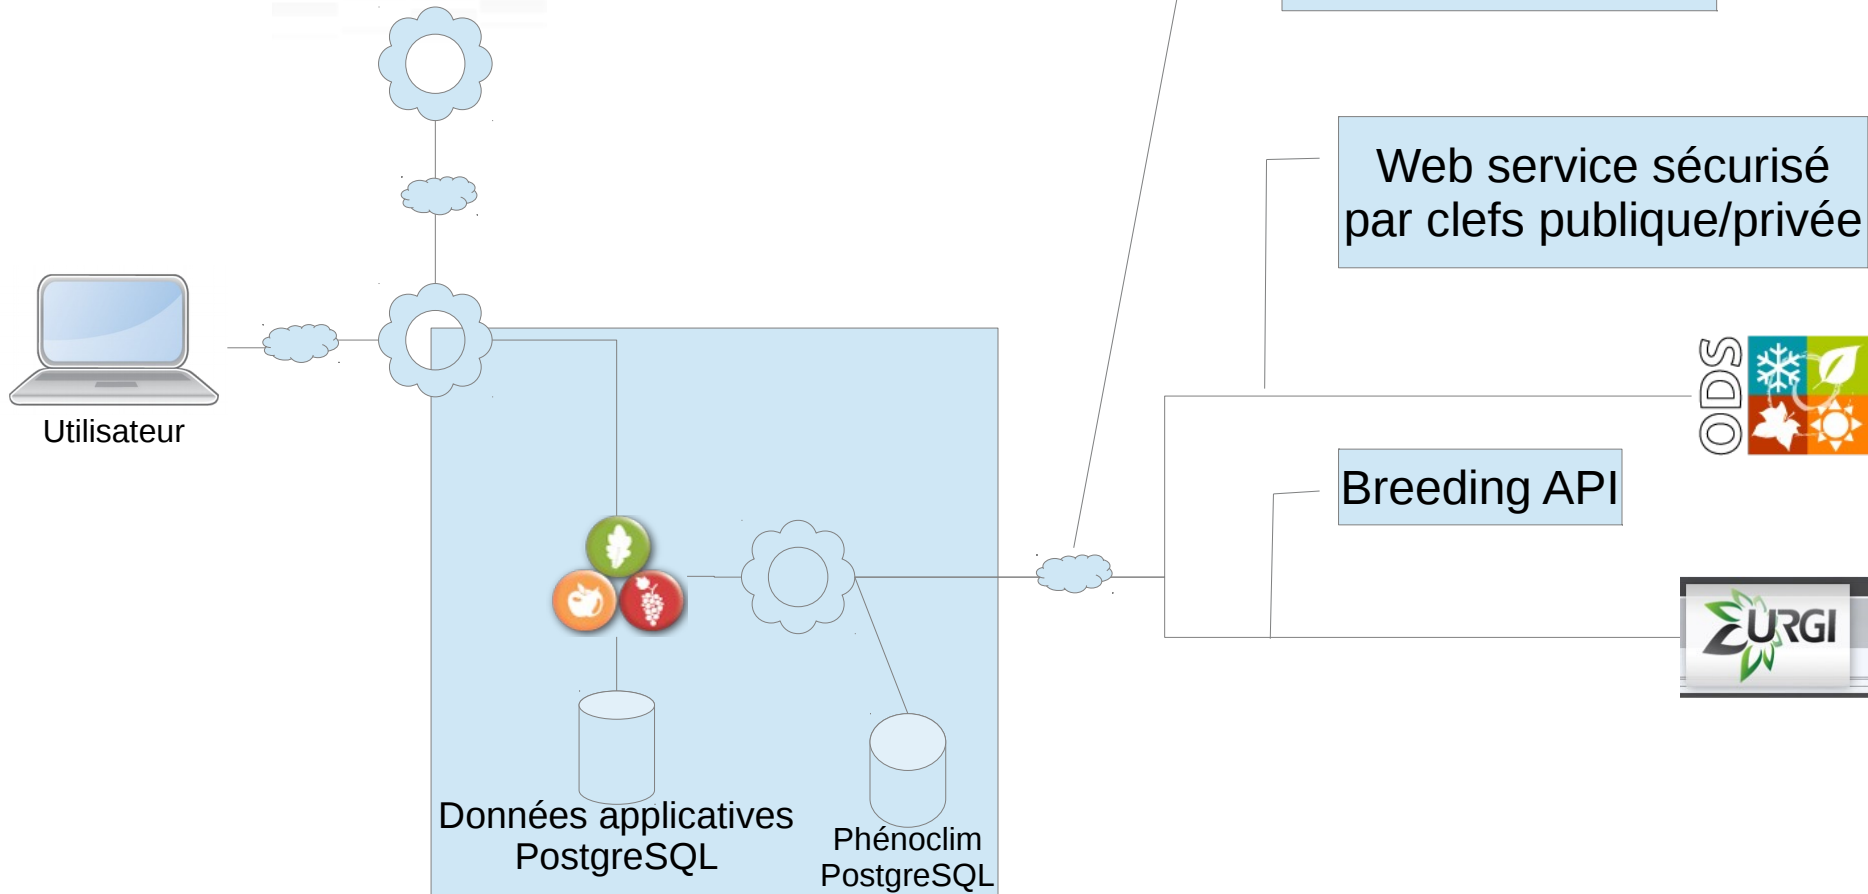 Web service sécurisé
par clefs publique/privée
Utilisateur
ODS
Breeding API
URGI
Données applicatives
PostgreSQL
Phénoclim
PostgreSQL